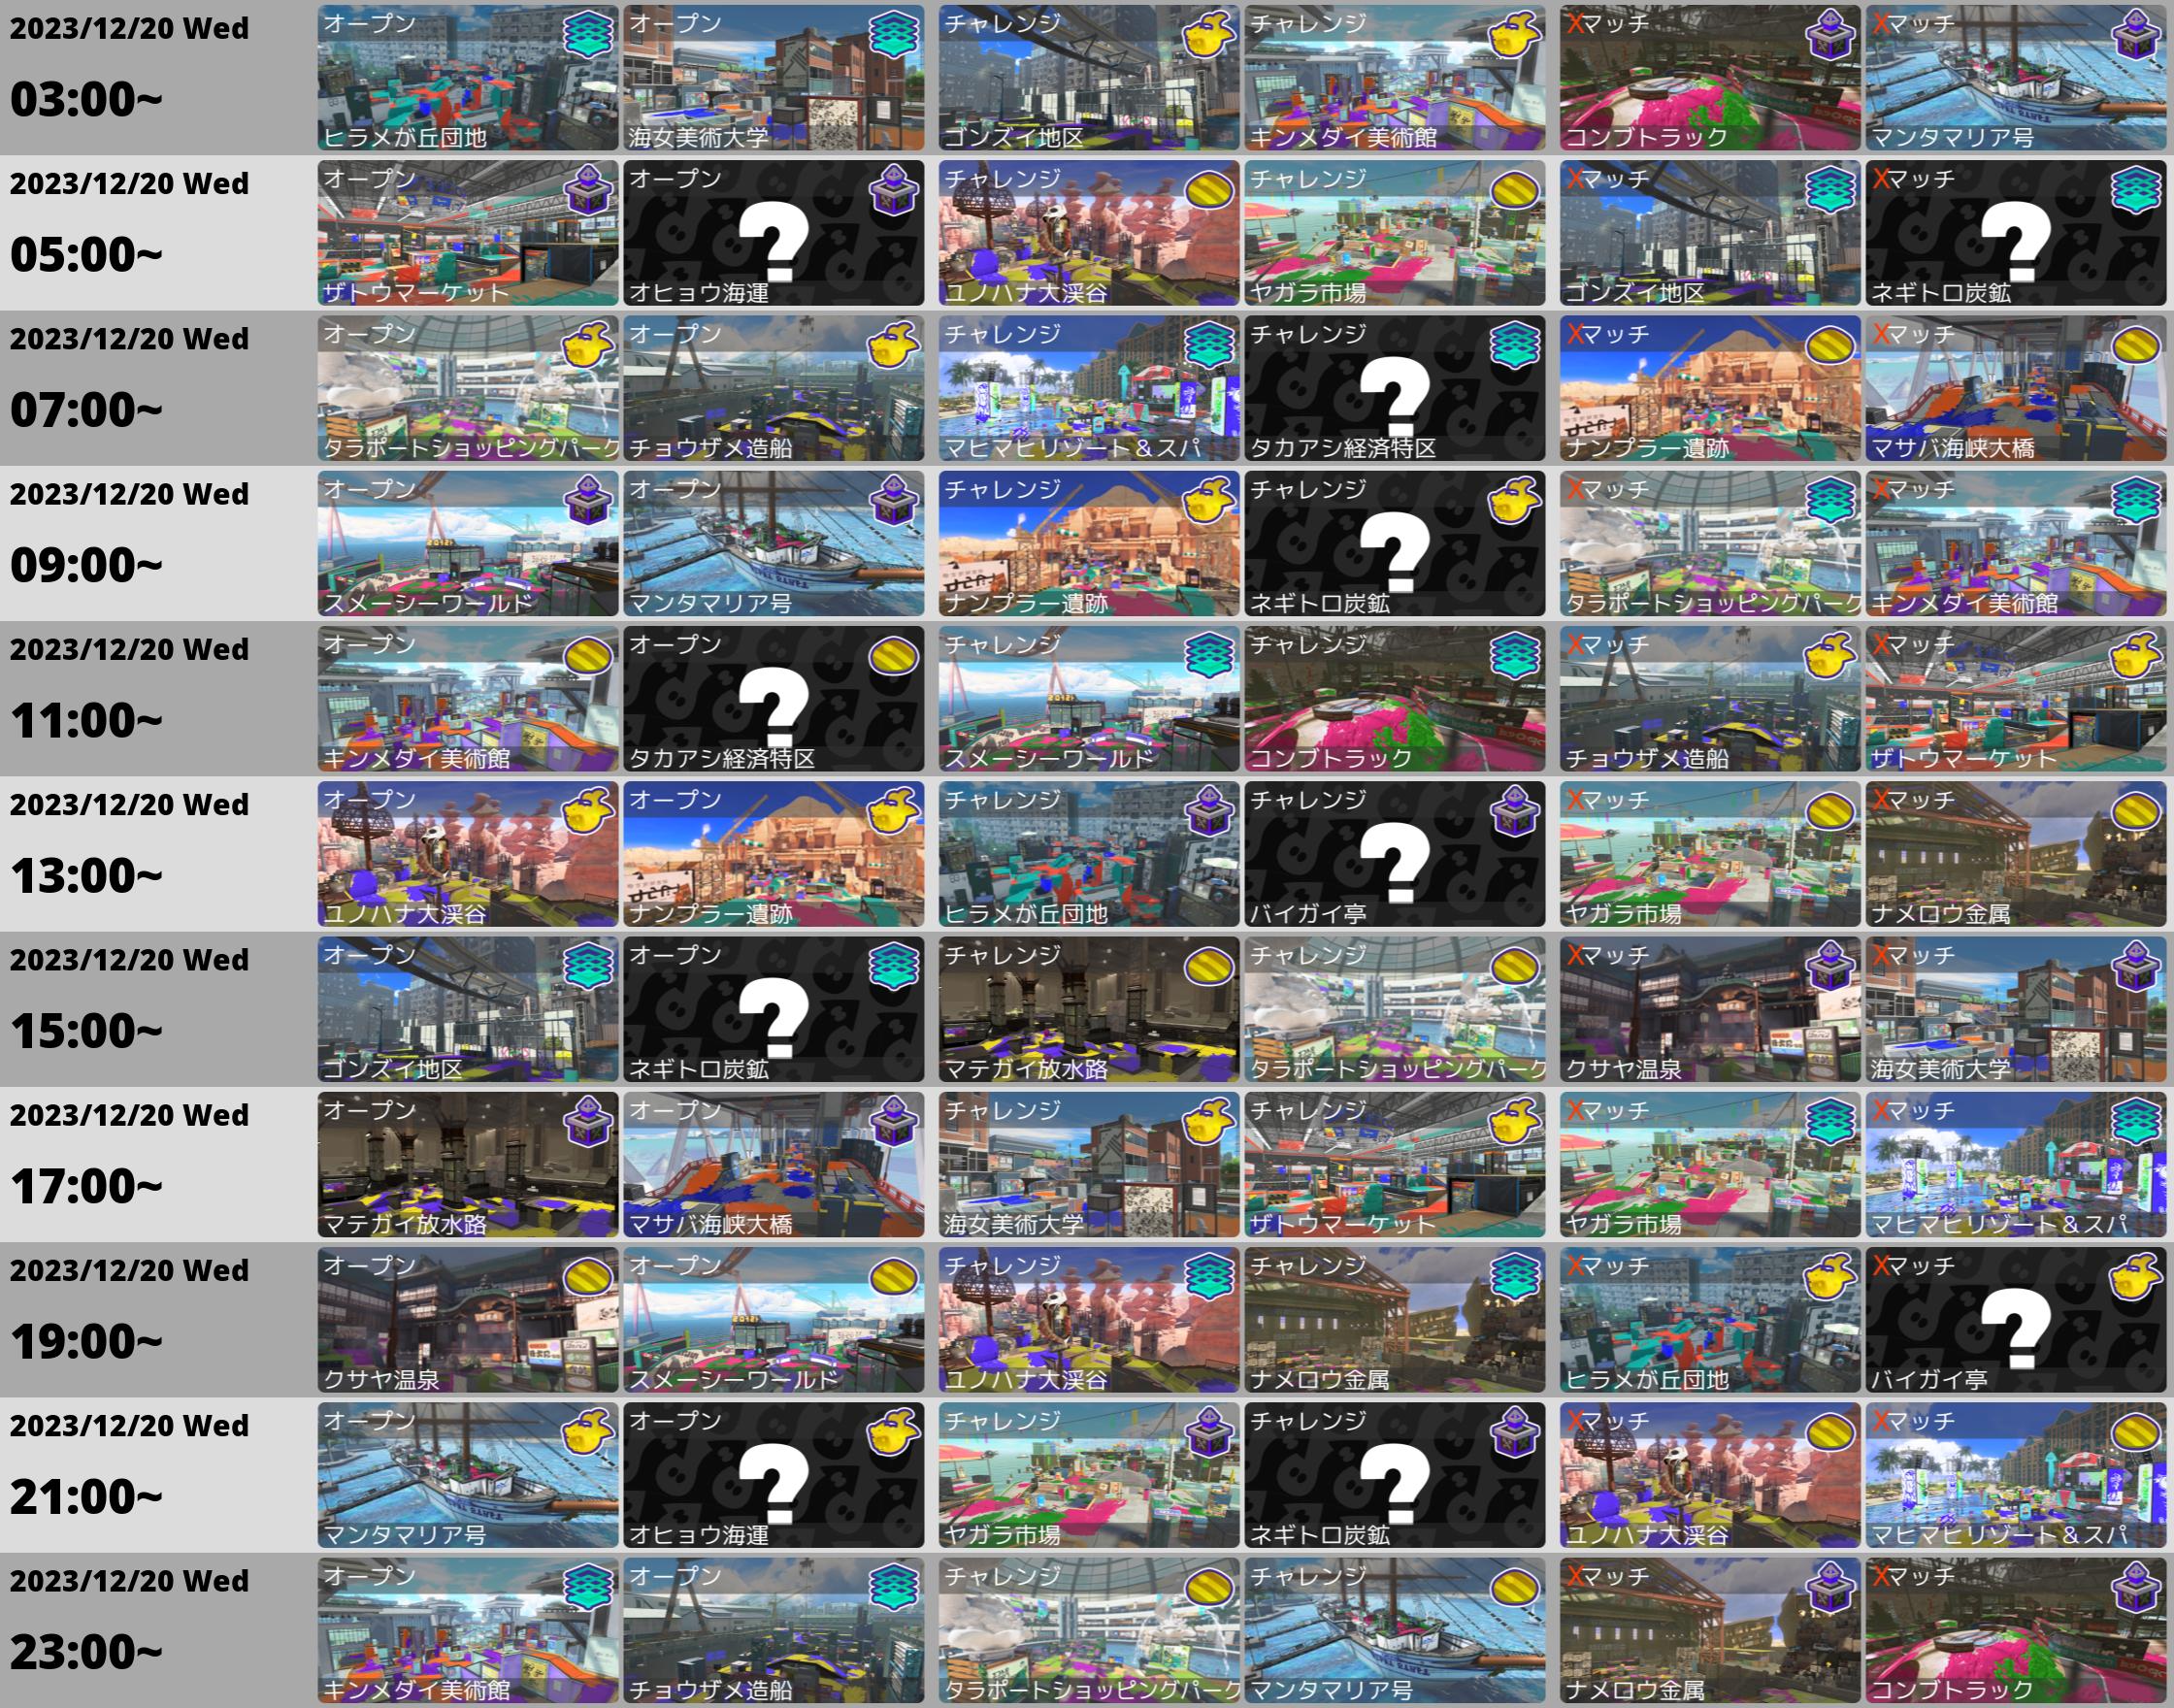 2023/12/20 Wed
03:00~
オープン
ヒラメが丘団地
オープン
海女美術大学
チャレンジ
ゴンズイ地区
チャレンジ
キンメダイ美術館
Xマッチ
コンブトラック
Xマッチ
マンタマリア号
2023/12/20 Wed
05:00~
オープン
ザトウマーケット
オープン
?
オヒョウ海運
チャレンジ
ユノハナ大渓谷
チャレンジ
ヤガラ市場
Xマッチ
ゴンズイ地区
Xマッチ
?
ネギトロ炭鉱
2023/12/20 Wed
07:00~
オープン
タラポートショッピングパーク
オープン
チョウザメ造船
チャレンジ
マヒマヒリゾート&スパ
チャレンジ
?
タカアシ経済特区
Xマッチ
ナンプラー遺跡
Xマッチ
マサバ海峡大橋
2023/12/20 Wed
09:00~
オープン
スメーシーワールド
オープン
マンタマリア号
チャレンジ
ナンプラー遺跡
チャレンジ
?
ネギトロ炭鉱
Xマッチ
タラポートショッピングパーク
Xマッチ
キンメダイ美術館
2023/12/20 Wed
11:00~
オープン
キンメダイ美術館
オープン
?
タカアシ経済特区
チャレンジ
スメーシーワールド
チャレンジ
コンブトラック
Xマッチ
チョウザメ造船
Xマッチ
ザトウマーケット
2023/12/20 Wed
13:00~
オープン
ユノハナ大渓谷
オープン
ナンプラー遺跡
チャレンジ
ヒラメが丘団地
チャレンジ
?
バイガイ亭
Xマッチ
ヤガラ市場
Xマッチ
ナメロウ金属
2023/12/20 Wed
15:00~
オープン
ゴンズイ地区
オープン
?
ネギトロ炭鉱
チャレンジ
マテガイ放水路
チャレンジ
タラポートショッピングパーク
Xマッチ
クサヤ温泉
Xマッチ
海女美術大学
2023/12/20 Wed
17:00~
オープン
マテガイ放水路
オープン
マサバ海峡大橋
チャレンジ
海女美術大学
チャレンジ
ザトウマーケット
Xマッチ
ヤガラ市場
Xマッチ
マヒマヒリゾート&スパ
2023/12/20 Wed
19:00~
オープン
クサヤ温泉
オープン
スメーシーワールド
チャレンジ
ユノハナ大渓谷
チャレンジ
ナメロウ金属
Xマッチ
ヒラメが丘団地
Xマッチ
?
バイガイ亭
2023/12/20 Wed
21:00~
オープン
マンタマリア号
オープン
?
オヒョウ海運
チャレンジ
ヤガラ市場
チャレンジ
?
ネギトロ炭鉱
Xマッチ
ユノハナ大渓谷
Xマッチ
マヒマヒリゾート&スパ
2023/12/20 Wed
23:00~
オープン
キンメダイ美術館
オープン
チョウザメ造船
チャレンジ
タラポートショッピングパーク
チャレンジ
マンタマリア号
Xマッチ
ナメロウ金属
Xマッチ
コンブトラック